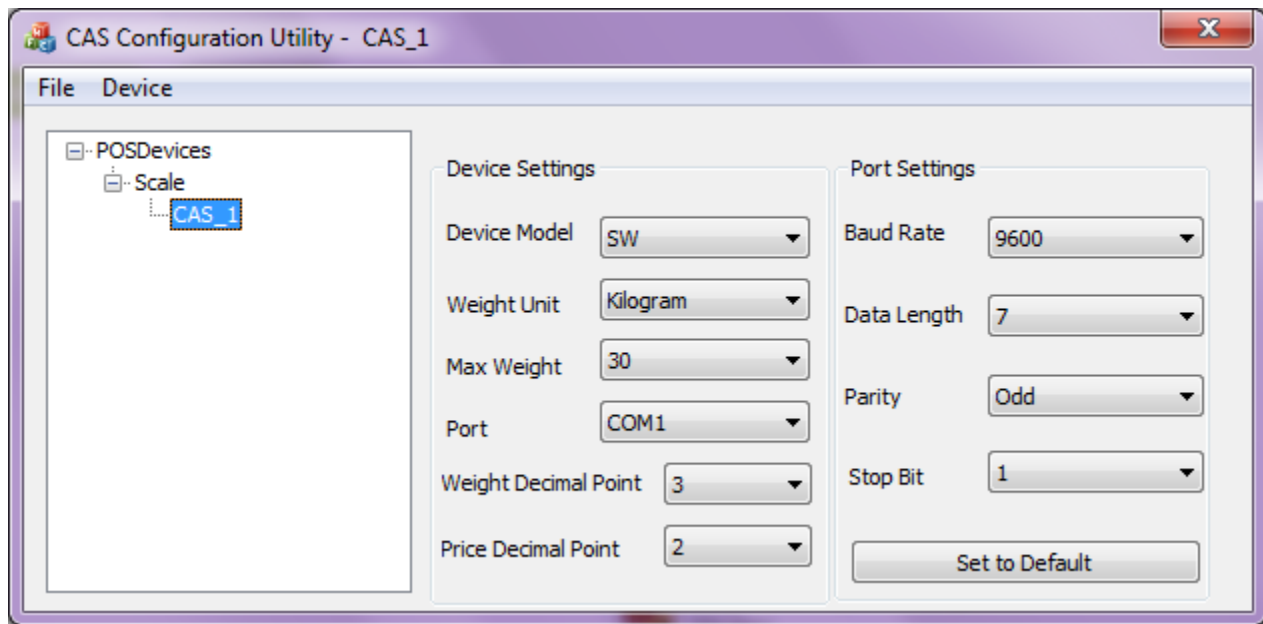 CAS Configuration Utility -  CAS_1
File Device
POSDevices
Scale
CAS_1
Device Settings
Device Model SW
Weight Unit Kilogram
Max Weight 30
Port COM1
Weight Decimal Point 3
Price Decimal Point 2
Port Settings
Baud Rate 9600
Data Length 7
Parity Odd
Stop Bit 1
Set to Default